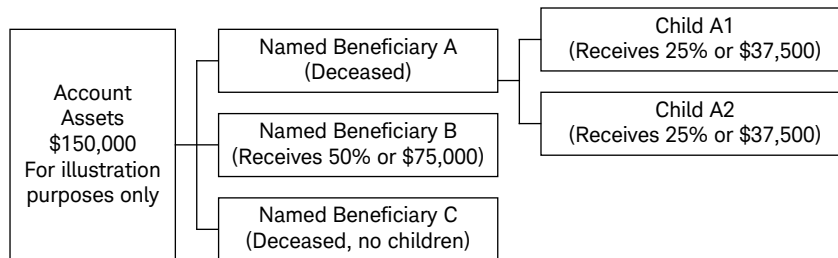 Account
Assets
$150,000
For illustration
purposes only
Named Beneficiary A
(Deceased)
Named Beneficiary B
(Receives 50% or $75,000)
Named Beneficiary C
(Deceased, no children)
Child A1
(Receives 25% or $37,500)
Child A2
(Receives 25% or $37,500)